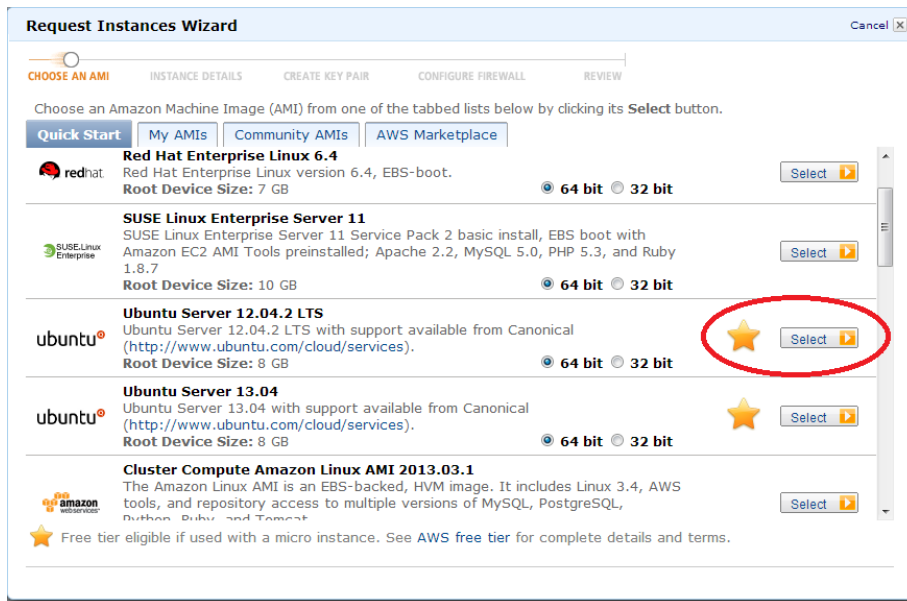 Request Instances Wizard
Cancel X
CHOOSE AN AMI INSTANCE DETAILS CREATE KEY PAIR CONFIGURE FIREWALL REVIEW
Choose an Amazon Machine Image (AMI) from one of the tabbed lists below by clicking its Select button.
Quick Start My AMIs Community AMIs AWS Marketplace
redhat.
Red Hat Enterprise Linux 6.4
Red Hat Enterprise Linux version 6.4, EBS-boot.
Root Device Size: 7 GB
64 bit 32 bit
Select
SUSE.Linux
Enterprise
SUSE Linux Enterprise Server 11
SUSE Linux Enterprise Server 11 Service Pack 2 basic install, EBS boot with
Amazon EC2 AMI Tools preinstalled; Apache 2.2, MySQL 5.0, PHP 5.3, and Ruby
1.8.7
Root Device Size: 10 GB
64 bit 32 bit
Select
ubuntu
Ubuntu Server 12.04.2 LTS
Ubuntu Server 12.04.2 LTS with support available from Canonical
(http://www.ubuntu.com/cloud/services).
Root Device Size: 8 GB
64 bit 32 bit
Select
ubuntu
Ubuntu Server 13.04
Ubuntu Server 13.04 with support available from Canonical
(http://www.ubuntu.com/cloud/services).
Root Device Size: 8 GB
64 bit 32 bit
Select
amazon
webservices
Cluster Compute Amazon Linux AMI 2013.03.1
The Amazon Linux AMI is an EBS-backed, HVM image. It includes Linux 3.4, AWS
tools, and repository access to multiple versions of MySQL, PostgreSQL,
Python, Ruby, and Tomcat
Select
Free tier eligible if used with a micro instance. See AWS free tier for complete details and terms.